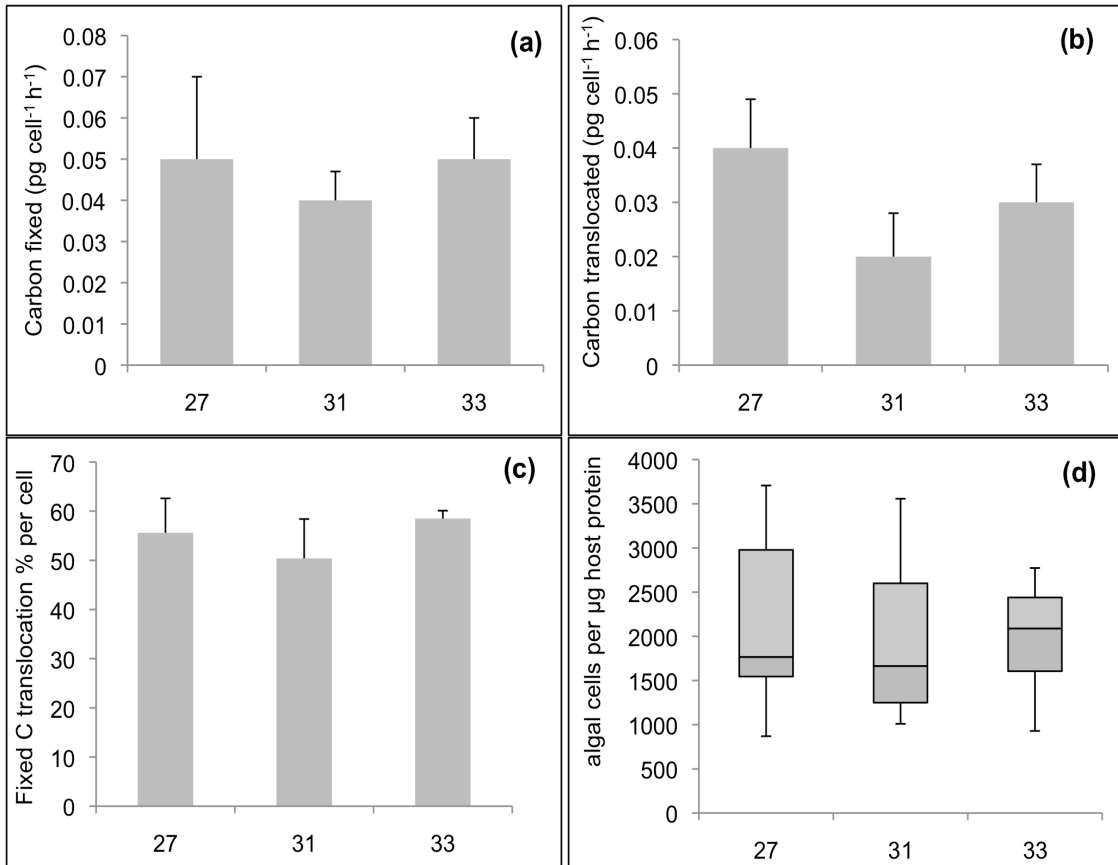 (a)
Carbon fixed (pg cell⁻¹ h⁻¹)
0.08
0.07
0.06
0.05
0.04
0.03
0.02
0.01
0
27 31 33
(b)
Carbon translocated (pg cell⁻¹ h⁻¹)
0.06
0.05
0.04
0.03
0.02
0.01
0
27 31 33
(c)
Fixed C translocation % per cell
70
60
50
40
30
20
10
0
27 31 33
(d)
algal cells per µg host protein
4000
3500
3000
2500
2000
1500
1000
500
0
27 31 33